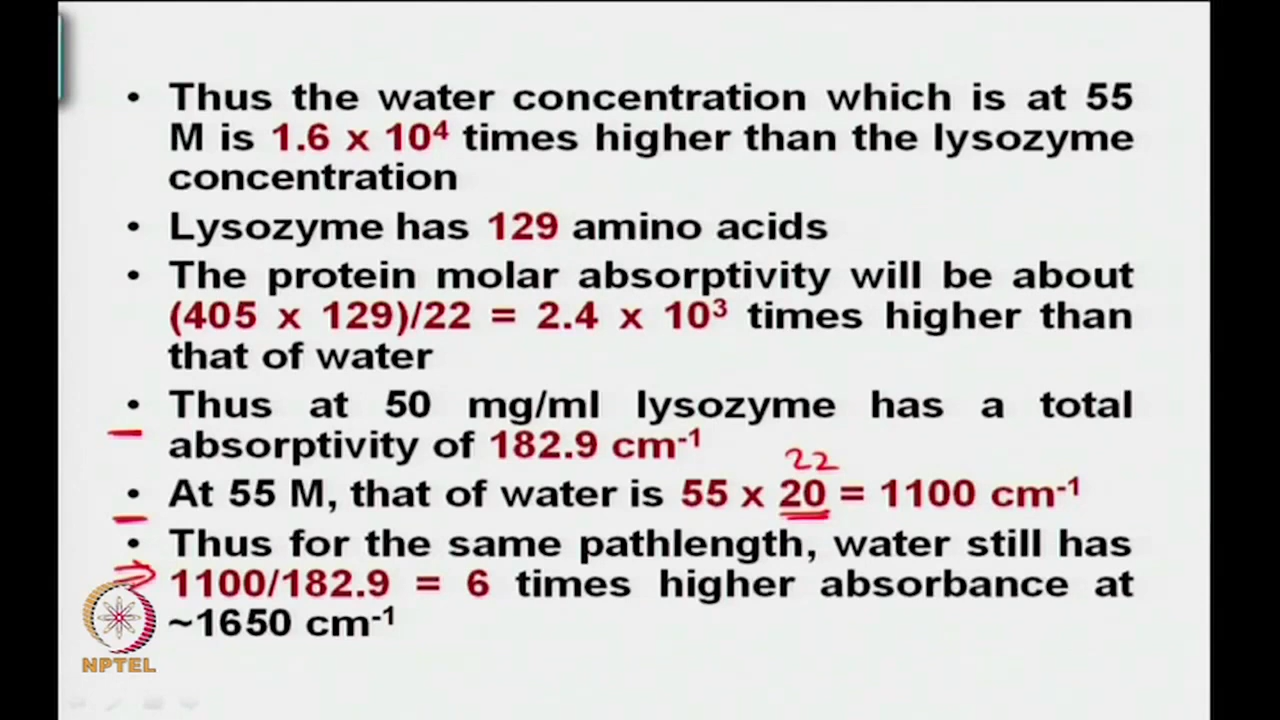 • Thus the water concentration which is at 55
M is 1.6 x 10⁴ times higher than the lysozyme
concentration
• Lysozyme has 129 amino acids
• The protein molar absorptivity will be about
(405 x 129)/22 = 2.4 x 10³ times higher than
that of water
• Thus at 50 mg/ml lysozyme has a total
absorptivity of 182.9 cm⁻¹
22
• At 55 M, that of water is 55 x 20 = 1100 cm⁻¹
• Thus for the same pathlength, water still has
1100/182.9 = 6 times higher absorbance at
~1650 cm⁻¹
NPTEL